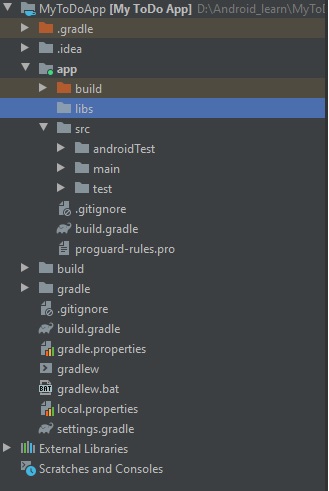 MyToDoApp [My ToDo App] D:\Android_learn\MyTo
.gradle
.idea
app
build
libs
src
androidTest
main
test
.gitignore
build.gradle
proguard-rules.pro
build
gradle
.gitignore
build.gradle
gradle.properties
gradlew
BAT gradlew.bat
local.properties
settings.gradle
External Libraries
Scratches and Consoles